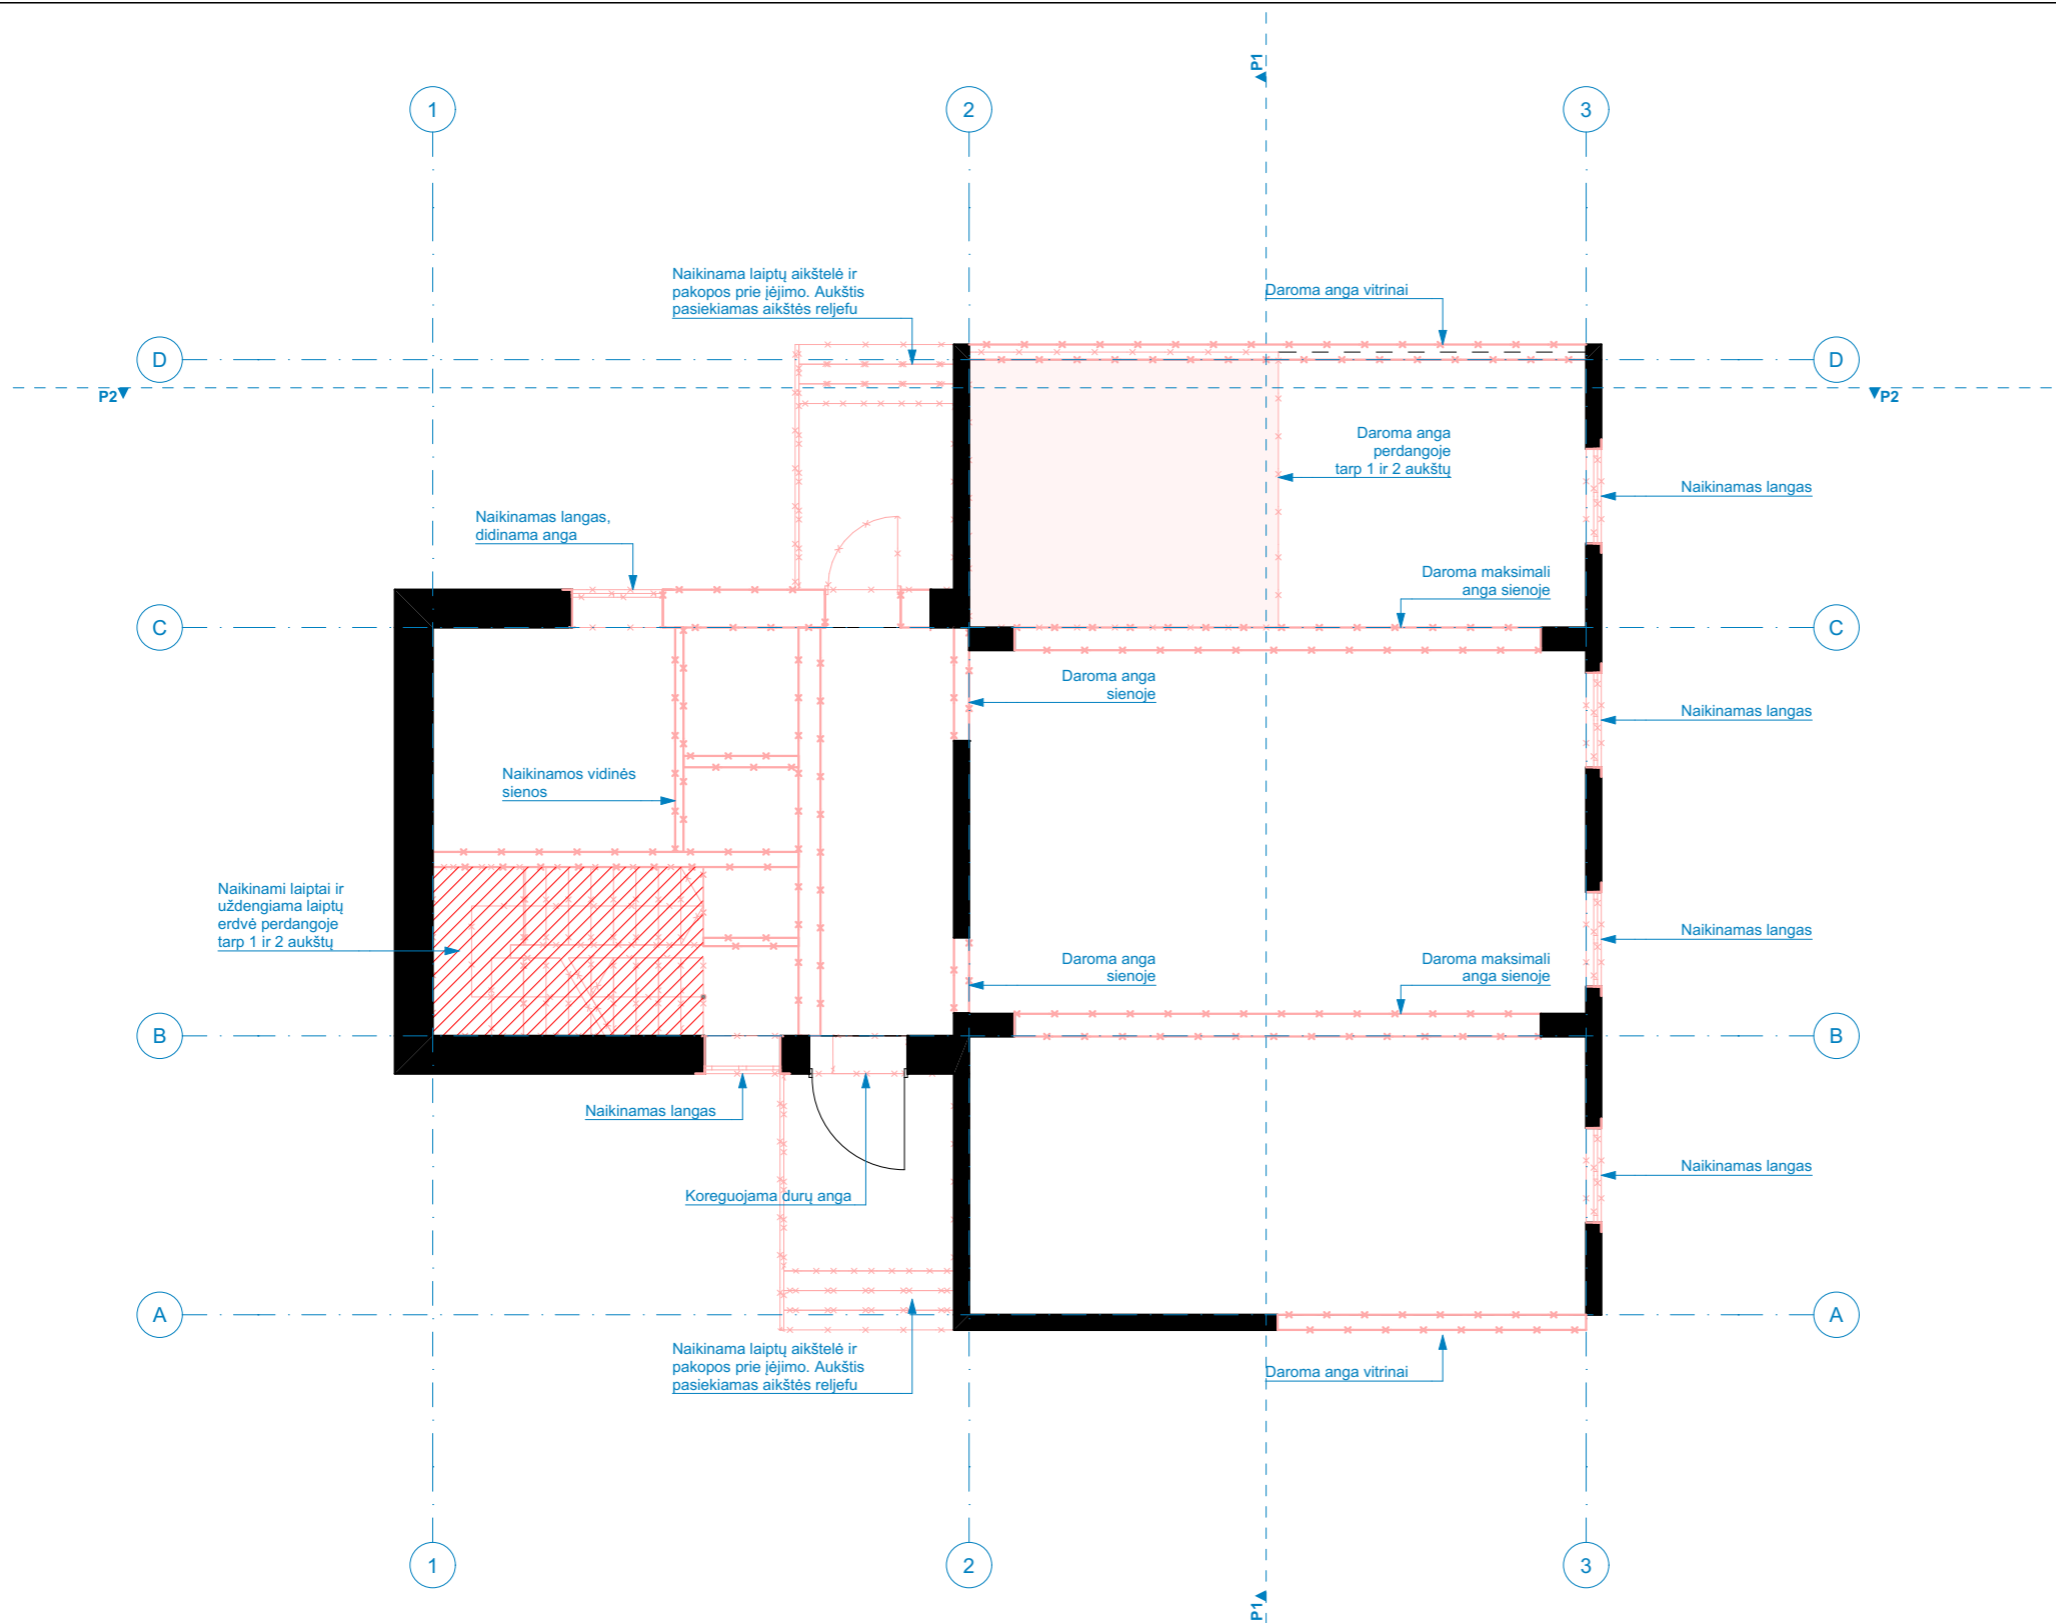 P1
1
2
3
Naikinama laiptų aikštelė ir
pakopos prie įėjimo. Aukštis
pasiekiamas aikštės reljefu
Daroma anga vitrinai
D
D
P2
P2
Daroma anga
perdangoje
tarp 1 ir 2 aukštų
Naikinamas langas
Naikinamas langas,
didinama anga
Daroma maksimali
anga sienoje
C
C
Daroma anga
sienoje
Naikinamas langas
Naikinamos vidinės
sienos
Naikinami laiptai ir
uždengiama laiptų
erdvė perdangoje
tarp 1 ir 2 aukštų
Naikinamas langas
Daroma anga
sienoje
Daroma maksimali
anga sienoje
B
B
Naikinamas langas
Naikinamas langas
Koreguojama durų anga
A
A
Naikinama laiptų aikštelė ir
pakopos prie įėjimo. Aukštis
pasiekiamas aikštės reljefu
Daroma anga vitrinai
1
2
3
P1